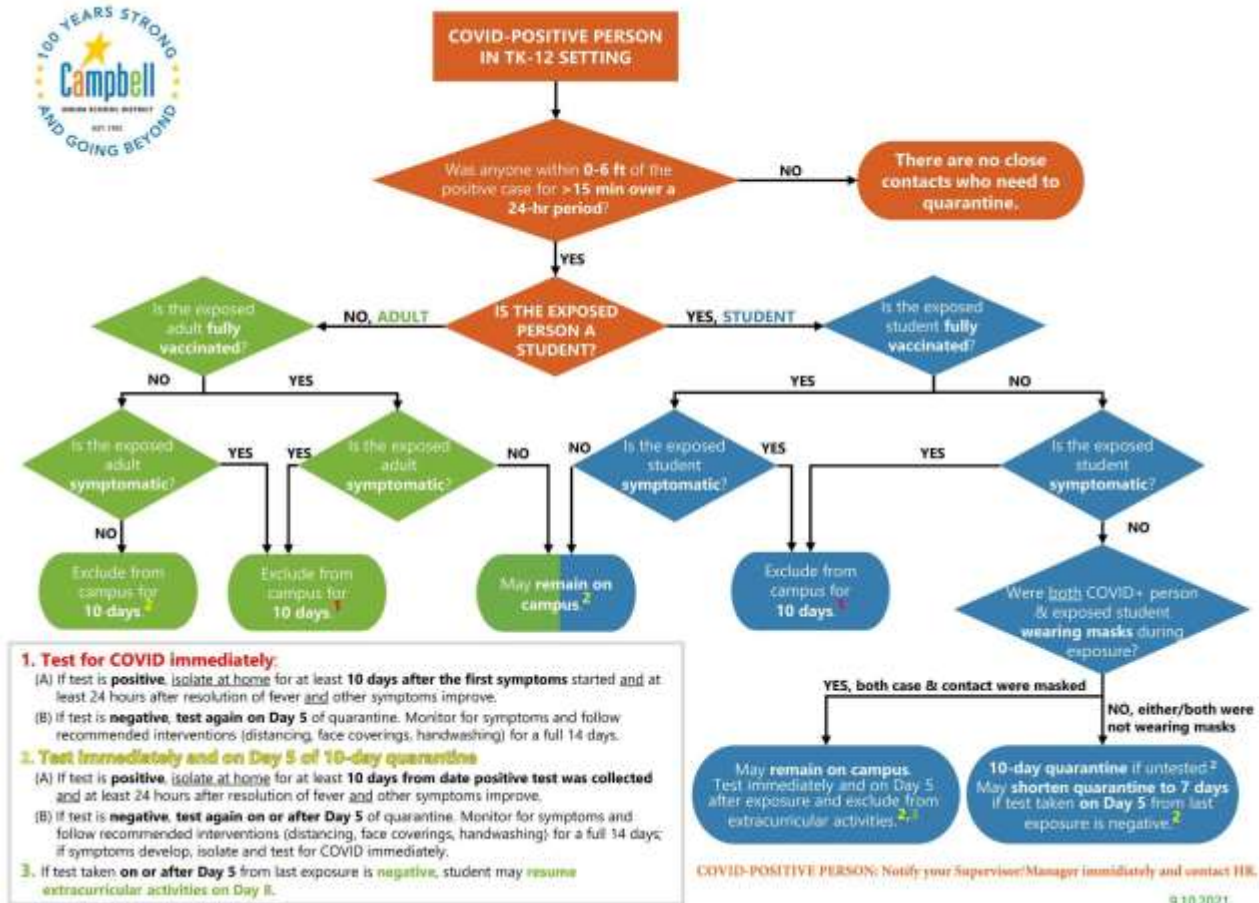 100 YEARS STRONG
Campbell
UNION SCHOOL DISTRICT
AND GOING BEYOND
COVID-POSITIVE PERSON
IN TK-12 SETTING
Was anyone within 0-6 ft of the
positive case for >15 min over a
24-hr period?
NO
There are no close
contacts who need to
quarantine.
YES
Is the exposed
adult fully
vaccinated?
NO, ADULT
IS THE EXPOSED
PERSON A
STUDENT?
YES, STUDENT
Is the exposed
student fully
vaccinated?
NO
YES
YES
NO
Is the exposed
adult
symptomatic?
YES
YES
Is the exposed
adult
symptomatic?
NO
NO
Is the exposed
student
symptomatic?
YES
YES
Is the exposed
student
symptomatic?
NO
NO
Exclude from
campus for
10 days.2
Exclude from
campus for
10 days.1
May remain on
campus.2
Exclude from
campus for
10 days.
Were both COVID+ person
& exposed student
wearing masks during
exposure?
YES, both case & contact were masked
NO, either/both were
not wearing masks
May remain on campus.
Test immediately and on Day 5
after exposure and exclude from
extracurricular activities.2,3
10-day quarantine if untested.2
May shorten quarantine to 7 days
if test taken on Day 5 from last
exposure is negative.2
1. Test for COVID immediately:
(A) If test is positive, isolate at home for at least 10 days after the first symptoms started and at
least 24 hours after resolution of fever and other symptoms improve.
(B) If test is negative, test again on Day 5 of quarantine. Monitor for symptoms and follow
recommended interventions (distancing, face coverings, handwashing) for a full 14 days.
2. Test immediately and on Day 5 of 10-day quarantine
(A) If test is positive, isolate at home for at least 10 days from date positive test was collected
and at least 24 hours after resolution of fever and other symptoms improve.
(B) If test is negative, test again on or after Day 5 of quarantine. Monitor for symptoms and
follow recommended interventions (distancing, face coverings, handwashing) for a full 14 days;
if symptoms develop, isolate and test for COVID immediately.
3. If test taken on or after Day 5 from last exposure is negative, student may resume
extracurricular activities on Day 8.
COVID-POSITIVE PERSON: Notify your Supervisor/Manager immidiately and contact HR.
9.10.2021